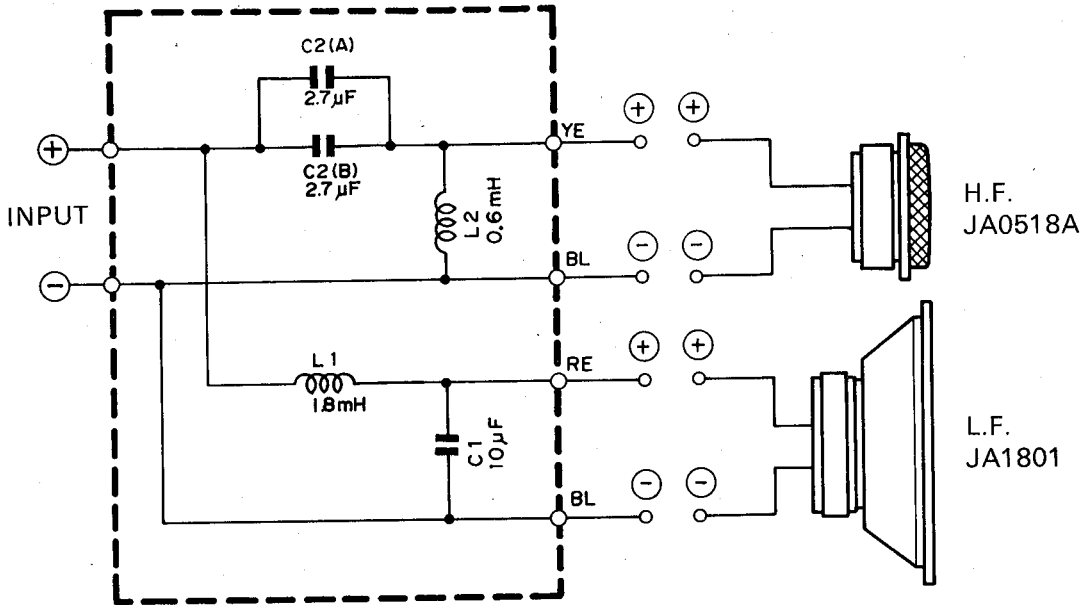 C2(A)
2.7μF
C2(B)
2.7μF
YE
+
+
+
INPUT
L2
0.6mH
H.F.
JA0518A
−
−
−
BL
L1
1.8mH
RE
+
+
C1
10μF
L.F.
JA1801
BL
−
−